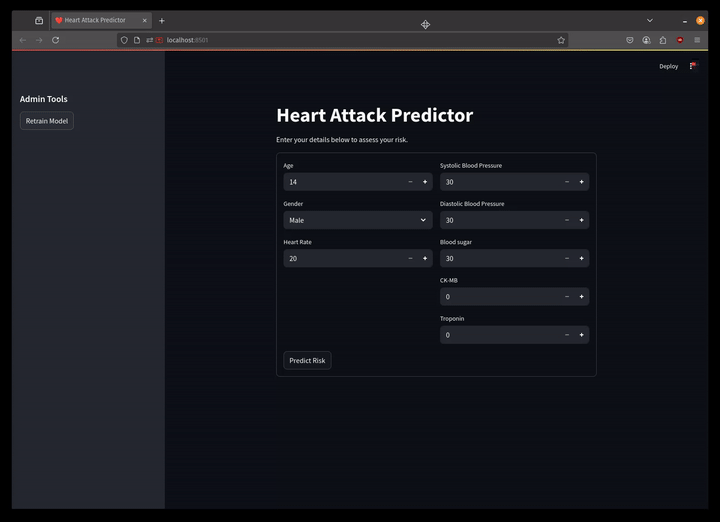 Heart Attack Predictor
localhost:8501
Deploy
Admin Tools
Retrain Model
Heart Attack Predictor
Enter your details below to assess your risk.
Age
14
Gender
Male
Heart Rate
20
Systolic Blood Pressure
30
Diastolic Blood Pressure
30
Blood sugar
30
CK-MB
0
Troponin
0
Predict Risk